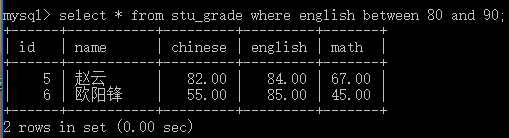 mysql> select * from stu_grade where english between 80 and 90;
+------+--------+---------+---------+-------+
| id | name | chinese | english | math |
+------+--------+---------+---------+-------+
| 5 | 赵云 | 82.00 | 84.00 | 67.00 |
| 6 | 欧阳锋 | 55.00 | 85.00 | 45.00 |
+------+--------+---------+---------+-------+
2 rows in set (0.00 sec)